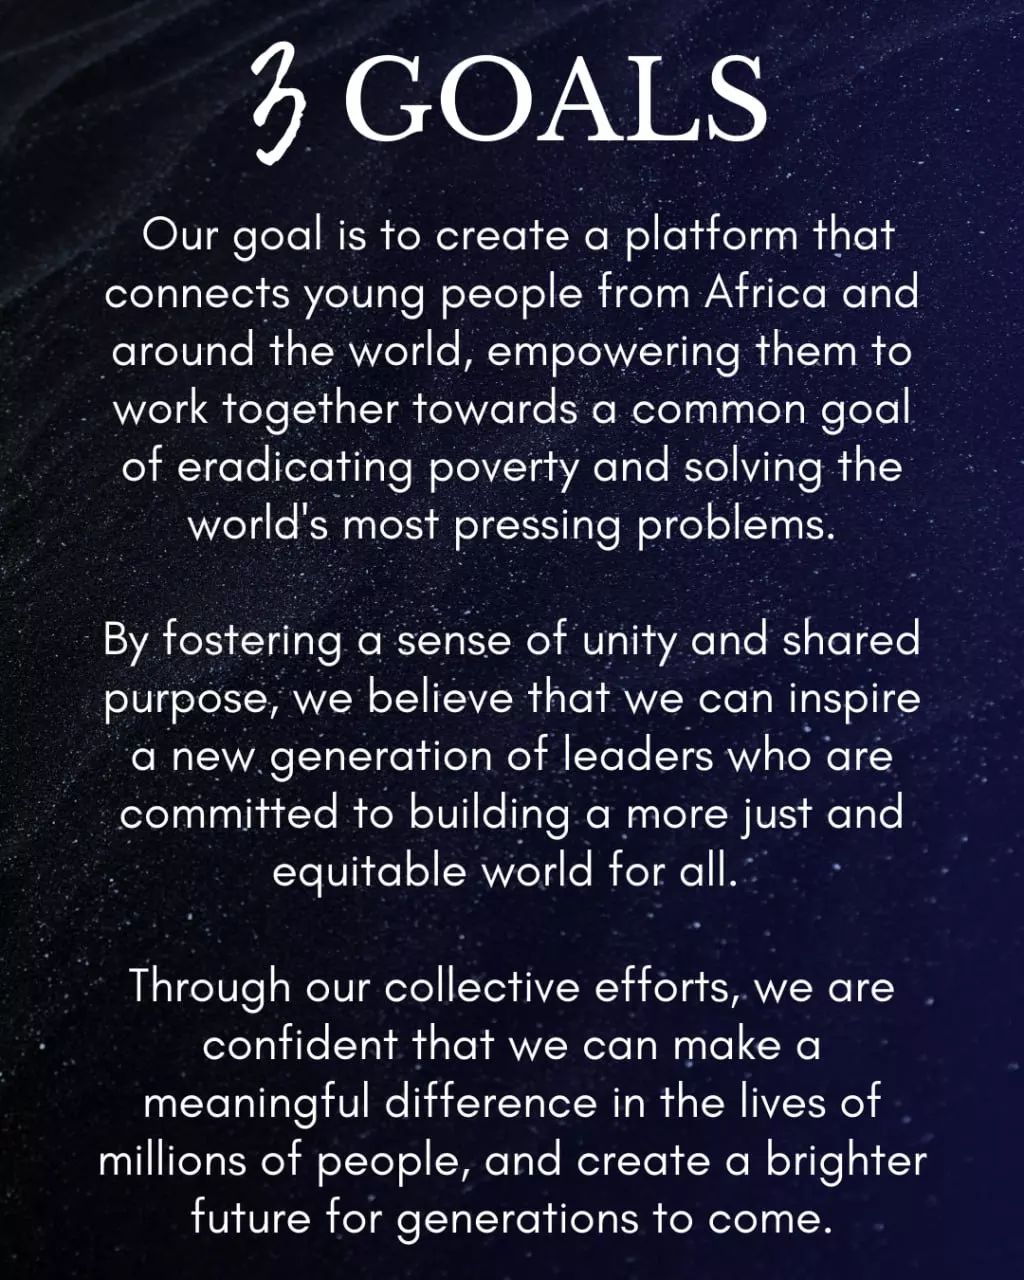 3 GOALS
Our goal is to create a platform that
connects young people from Africa and
around the world, empowering them to
work together towards a common goal
of eradicating poverty and solving the
world's most pressing problems.
By fostering a sense of unity and shared
purpose, we believe that we can inspire
a new generation of leaders who are
committed to building a more just and
equitable world for all.
Through our collective efforts, we are
confident that we can make a
meaningful difference in the lives of
millions of people, and create a brighter
future for generations to come.